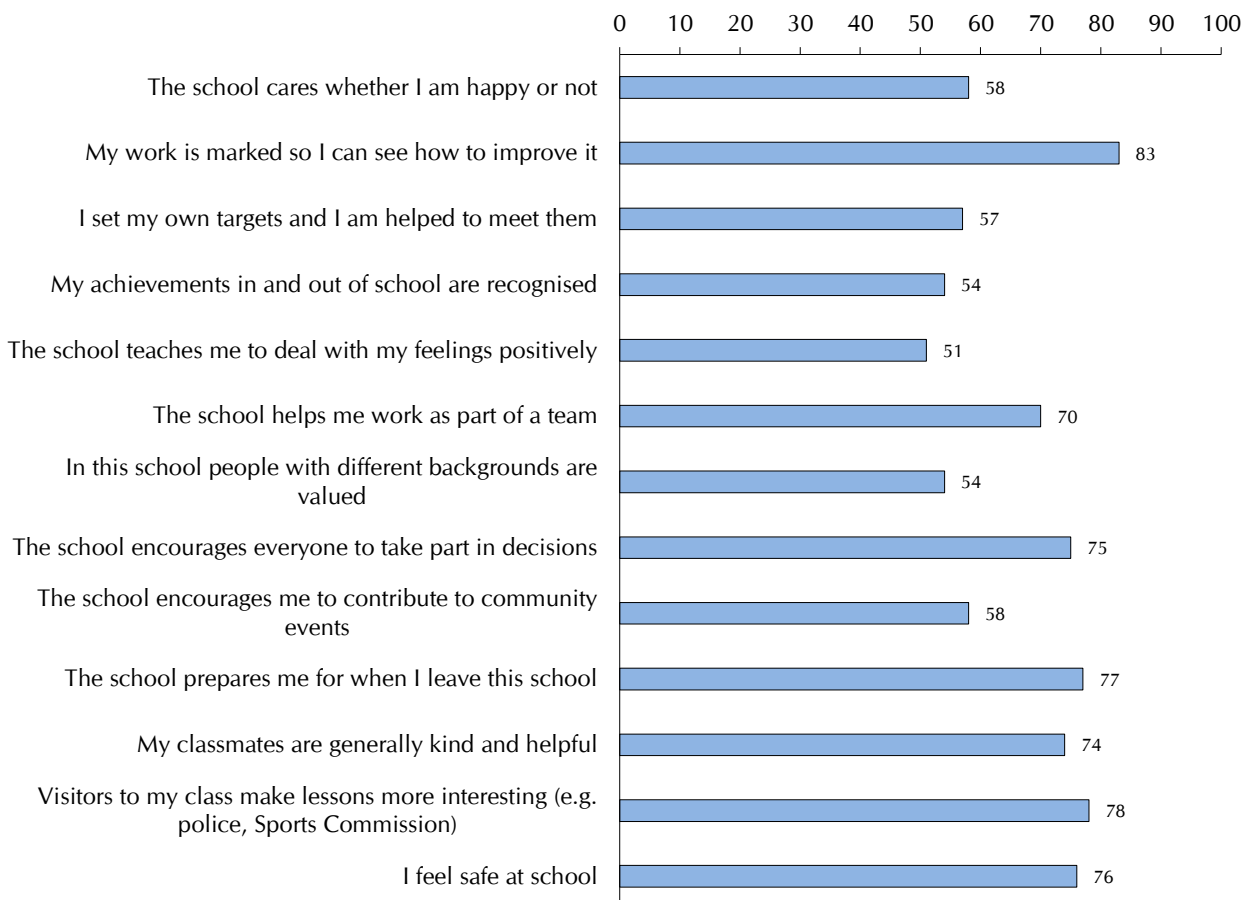 0 10 20 30 40 50 60 70 80 90 100
The school cares whether I am happy or not 58
My work is marked so I can see how to improve it 83
I set my own targets and I am helped to meet them 57
My achievements in and out of school are recognised 54
The school teaches me to deal with my feelings positively 51
The school helps me work as part of a team 70
In this school people with different backgrounds are
valued 54
The school encourages everyone to take part in decisions 75
The school encourages me to contribute to community
events 58
The school prepares me for when I leave this school 77
My classmates are generally kind and helpful 74
Visitors to my class make lessons more interesting (e.g.
police, Sports Commission) 78
I feel safe at school 76